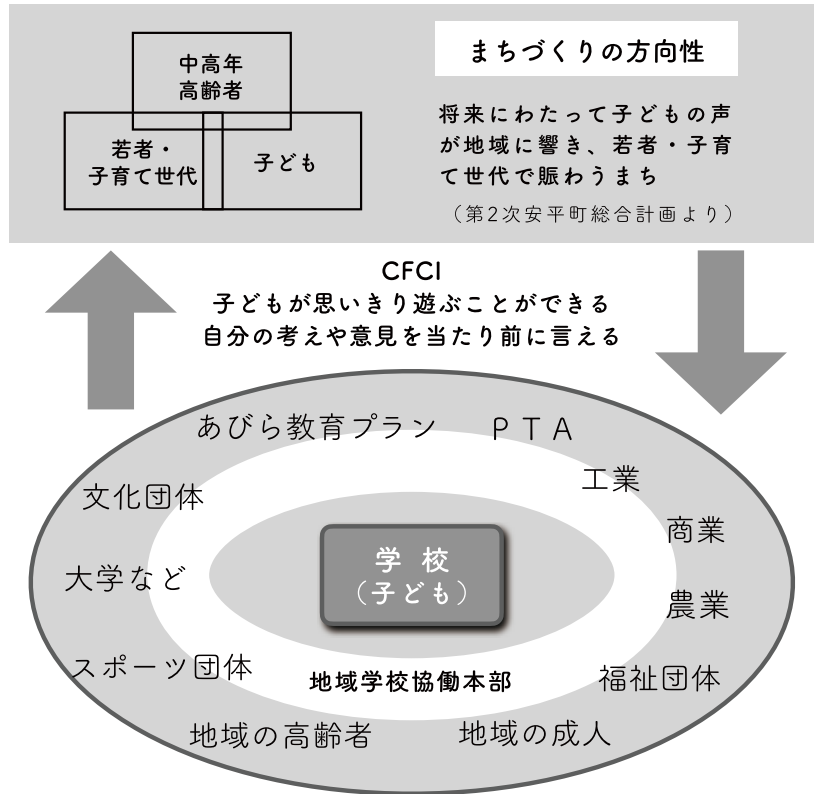 中高年
高齢者
若者・
子育て世代
子ども
まちづくりの方向性
将来にわたって子どもの声
が地域に響き、若者・子育
て世代で賑わうまち
（第2次安平町総合計画より）
CFCI
子どもが思いきり遊ぶことができる
自分の考えや意見を当たり前に言える
あびら教育プラン
ＰＴＡ
工業
文化団体
商業
学 校
（子ども）
大学など
農業
スポーツ団体
地域学校協働本部
福祉団体
地域の高齢者
地域の成人